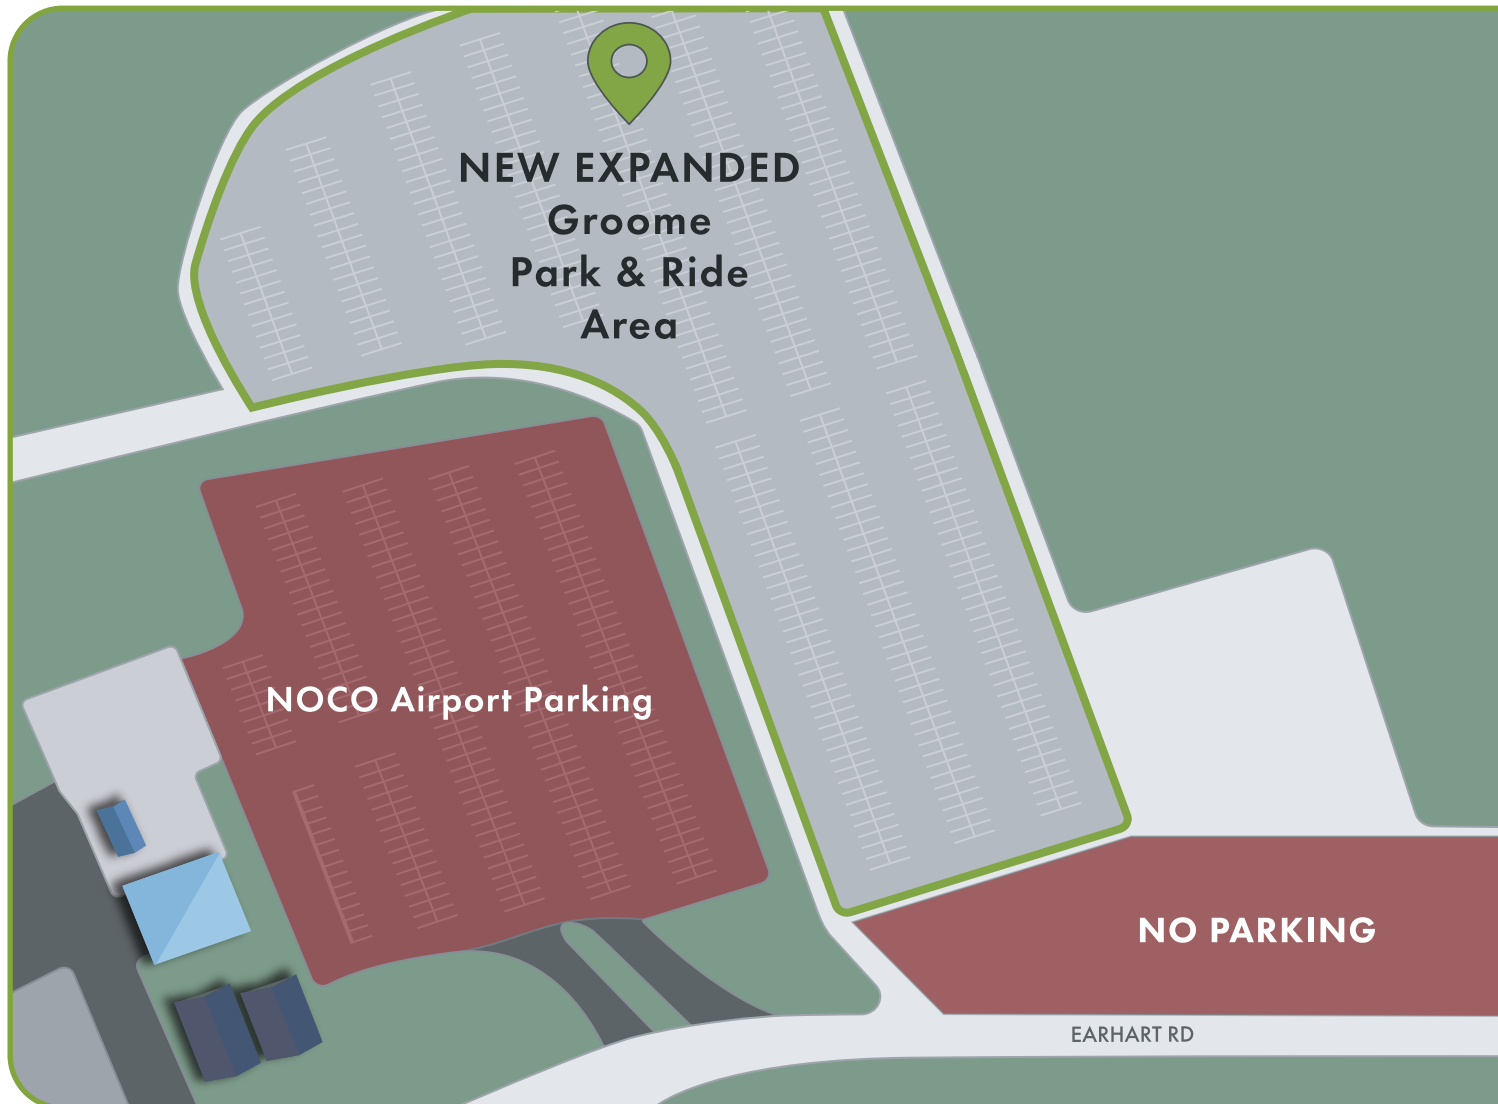 NEW EXPANDED
Groome
Park & Ride
Area
NOCO Airport Parking
NO PARKING
EARHART RD